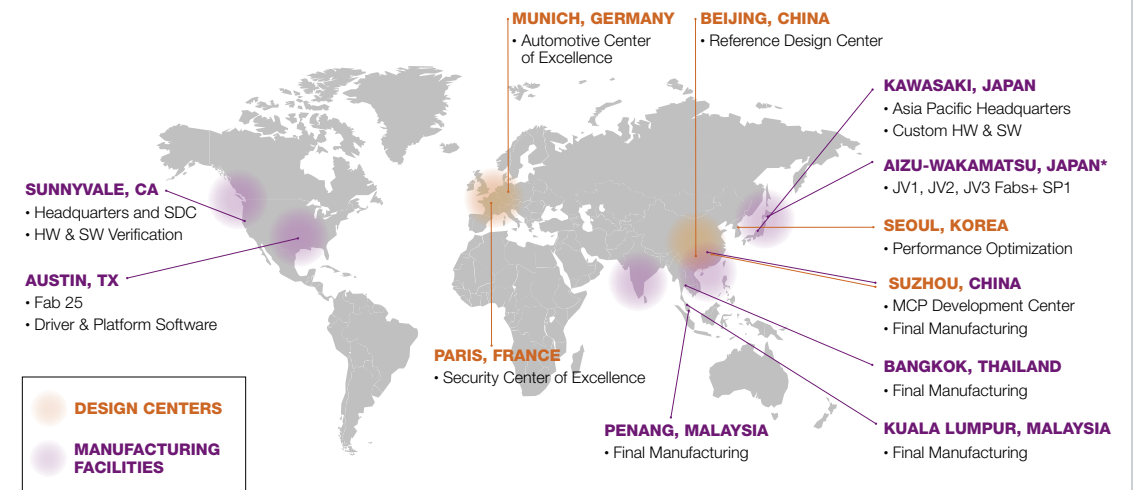 MUNICH, GERMANY
• Automotive Center
of Excellence
BEIJING, CHINA
• Reference Design Center
KAWASAKI, JAPAN
• Asia Pacific Headquarters
• Custom HW & SW
AIZU-WAKAMATSU, JAPAN*
• JV1, JV2, JV3 Fabs+ SP1
SEOUL, KOREA
• Performance Optimization
SUZHOU, CHINA
• MCP Development Center
• Final Manufacturing
BANGKOK, THAILAND
• Final Manufacturing
KUALA LUMPUR, MALAYSIA
• Final Manufacturing
PENANG, MALAYSIA
• Final Manufacturing
PARIS, FRANCE
• Security Center of Excellence
SUNNYVALE, CA
• Headquarters and SDC
• HW & SW Verification
AUSTIN, TX
• Fab 25
• Driver & Platform Software
DESIGN CENTERS
MANUFACTURING
FACILITIES